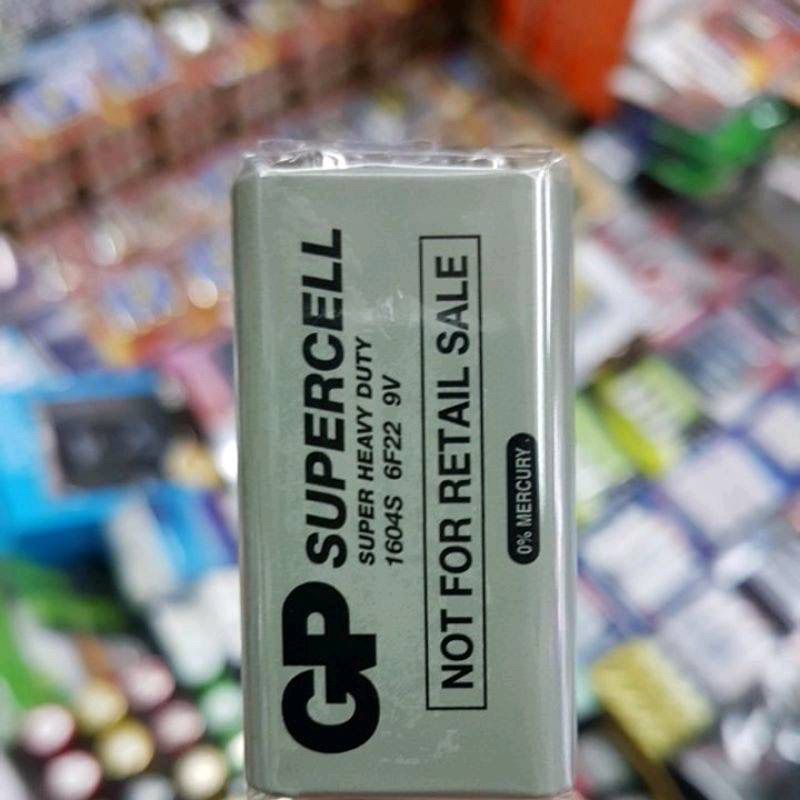 GP SUPERCELL
SUPER HEAVY DUTY
1604S 6F22 9V
NOT FOR RETAIL SALE
0% MERCURY.